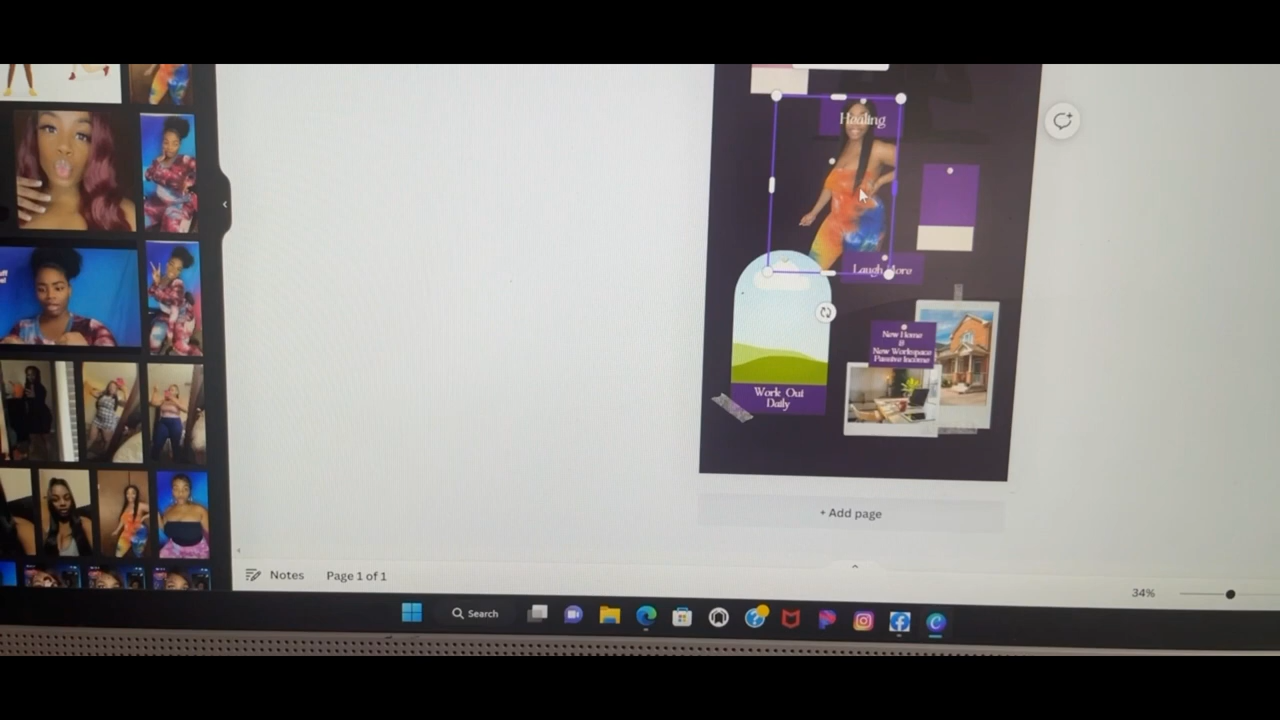 Healing
Laugh More
New Home
is
New Workspace
Passive Income
Work Out
Daily
+ Add page
Notes
Page 1 of 1
34%
Search